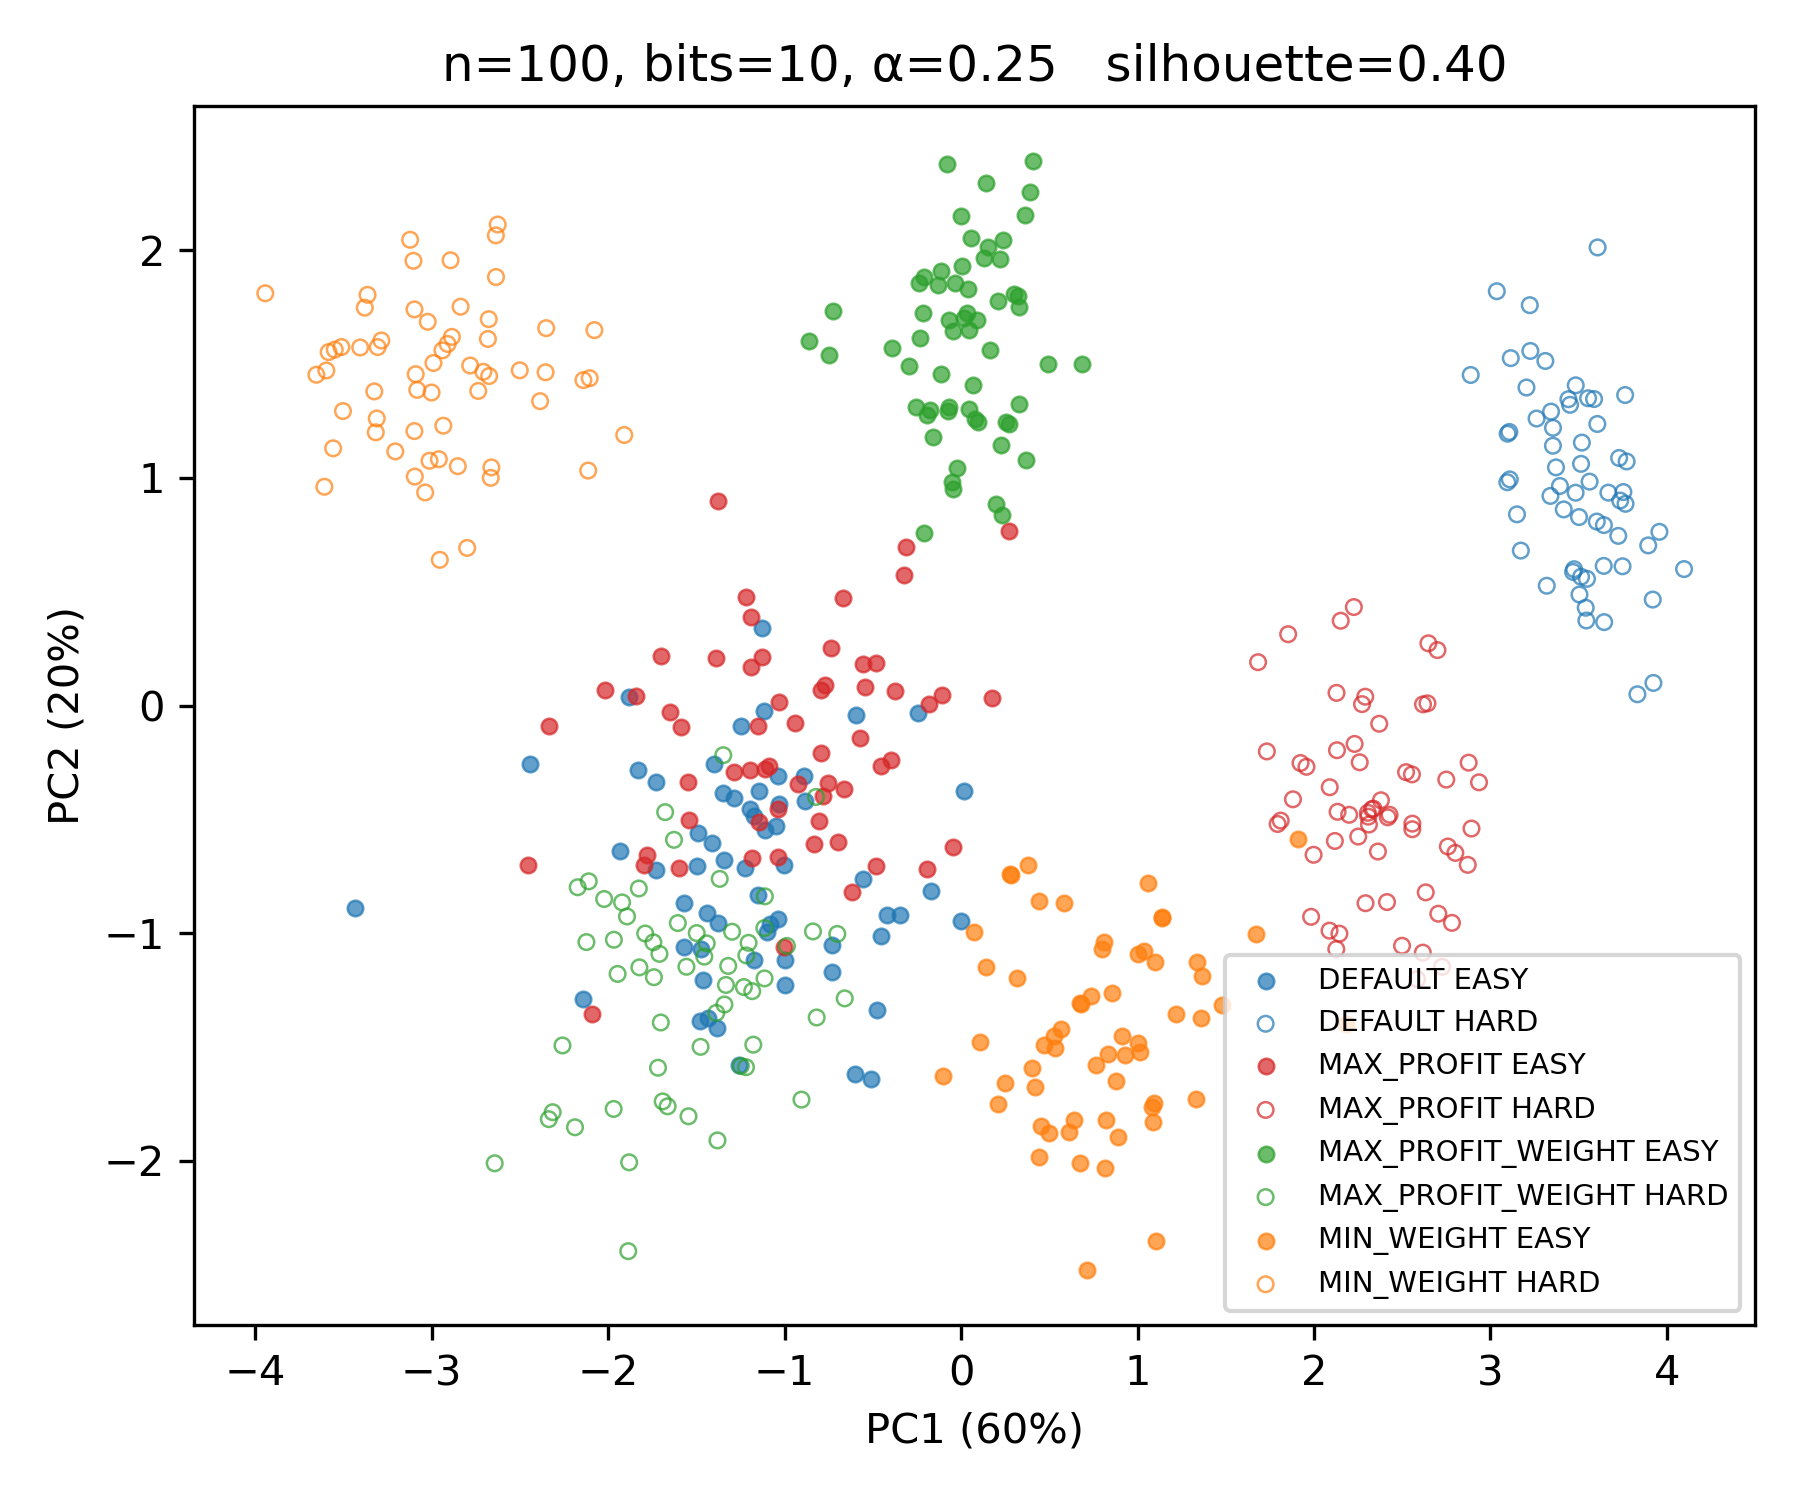 n=100, bits=10, α=0.25 silhouette=0.40
PC2 (20%)
2
1
0
−1
−2
−4 −3 −2 −1 0 1 2 3 4
PC1 (60%)
DEFAULT EASY
DEFAULT HARD
MAX_PROFIT EASY
MAX_PROFIT HARD
MAX_PROFIT_WEIGHT EASY
MAX_PROFIT_WEIGHT HARD
MIN_WEIGHT EASY
MIN_WEIGHT HARD